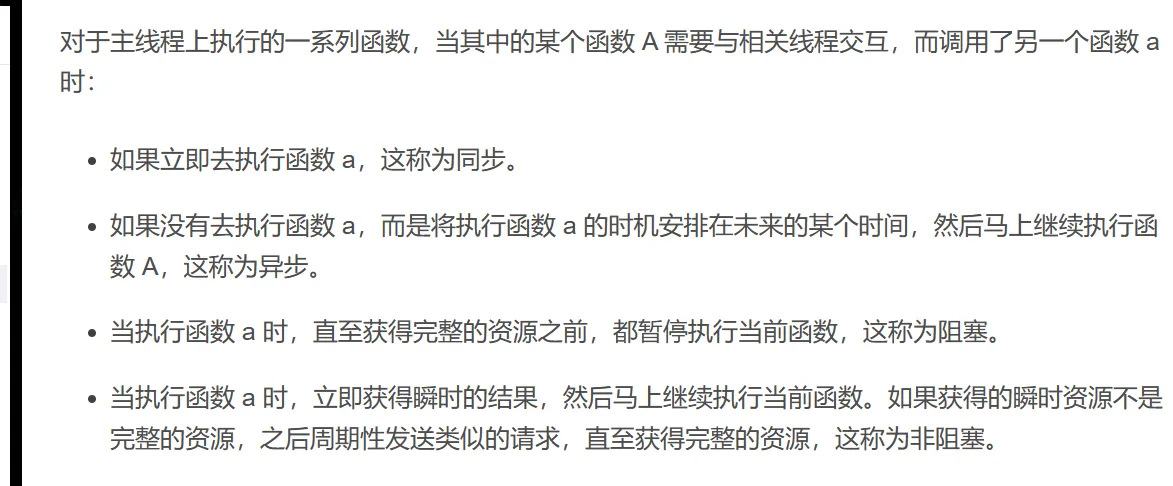 对于主线程上执行的一系列函数，当其中的某个函数 A 需要与相关线程交互，而调用了另一个函数 a
时：
• 如果立即去执行函数 a，这称为同步。
• 如果没有去执行函数 a，而是将执行函数 a 的时机安排在未来的某个时间，然后马上继续执行函
数 A，这称为异步。
• 当执行函数 a 时，直至获得完整的资源之前，都暂停执行当前函数，这称为阻塞。
• 当执行函数 a 时，立即获得瞬时的结果，然后马上继续执行当前函数。如果获得的瞬时资源不是
完整的资源，之后周期性发送类似的请求，直至获得完整的资源，这称为非阻塞。